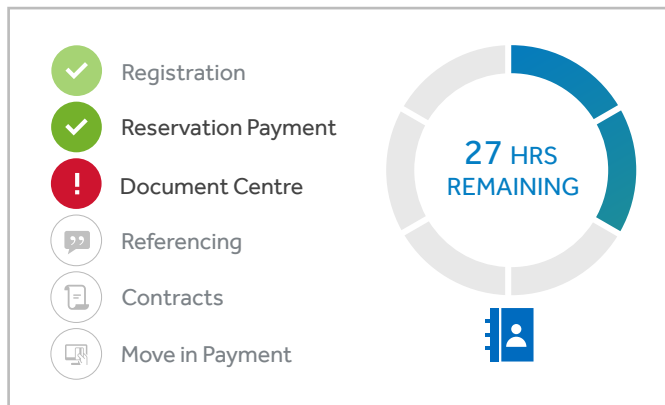 Registration
Reservation Payment
Document Centre
Referencing
Contracts
Move in Payment
27 HRS
REMAINING